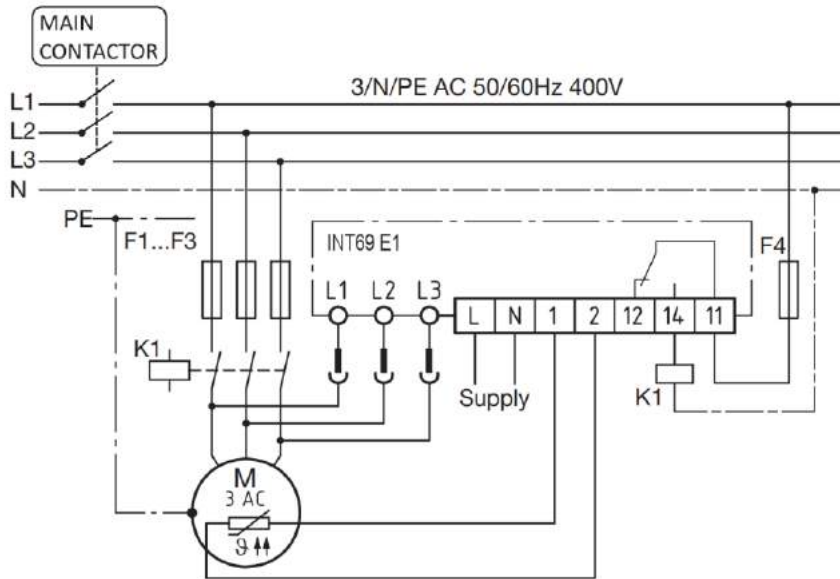 MAIN
CONTACTOR
3/N/PE AC 50/60Hz 400V
L1
L2
L3
N
PE
F1...F3
INT69 E1
F4
L1 L2 L3
L N 1 2 12 14 11
K1
Supply
K1
M
3 AC
ϑ